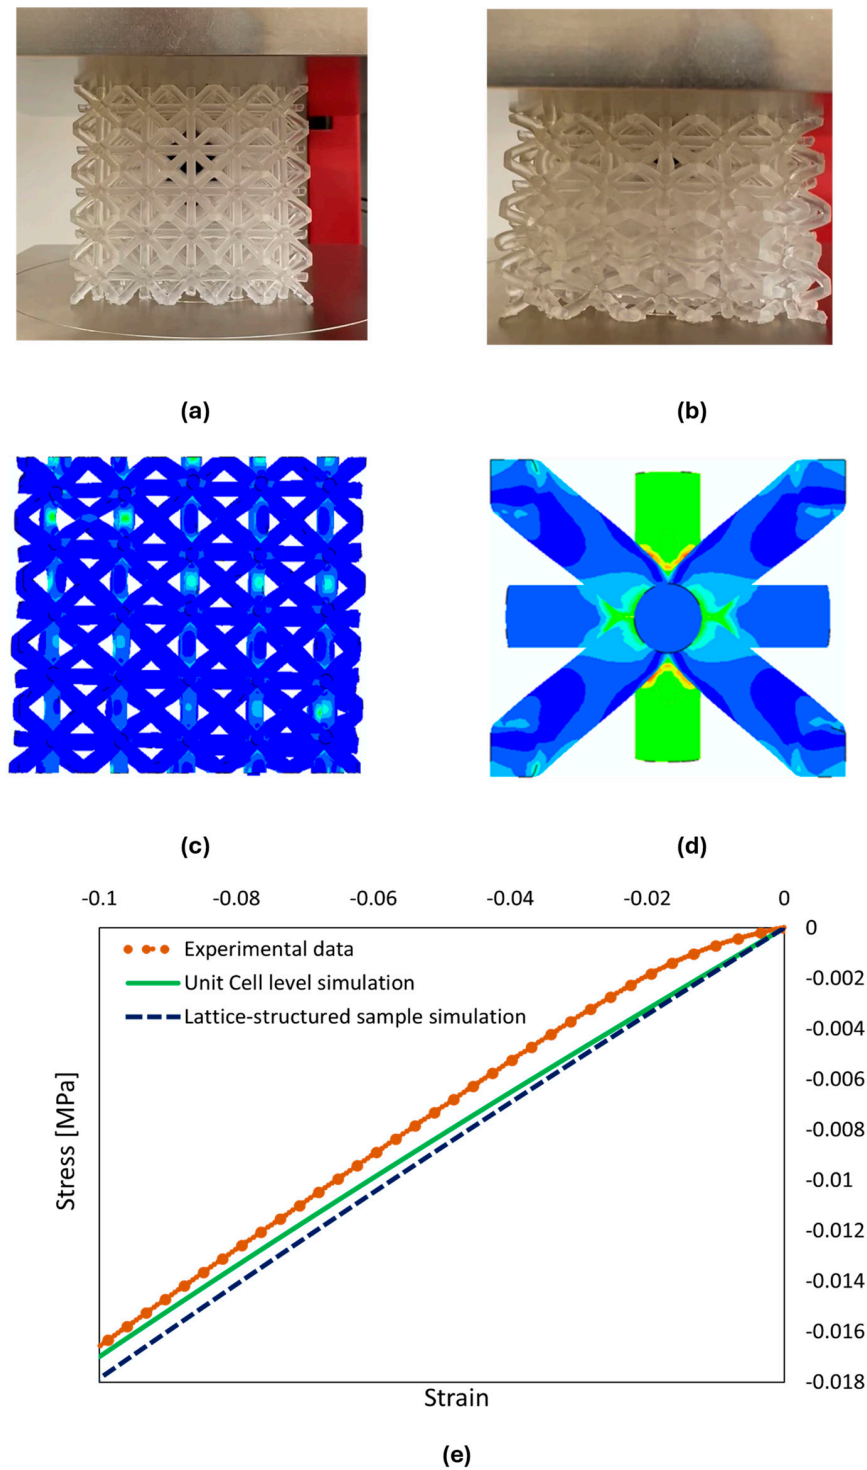 (a)
(b)
(c)
(d)
-0.1 -0.08 -0.06 -0.04 -0.02 0
0
-0.002
-0.004
-0.006
-0.008
-0.01
-0.012
-0.014
-0.016
-0.018
Experimental data
Unit Cell level simulation
Lattice-structured sample simulation
Stress [MPa]
Strain
(e)